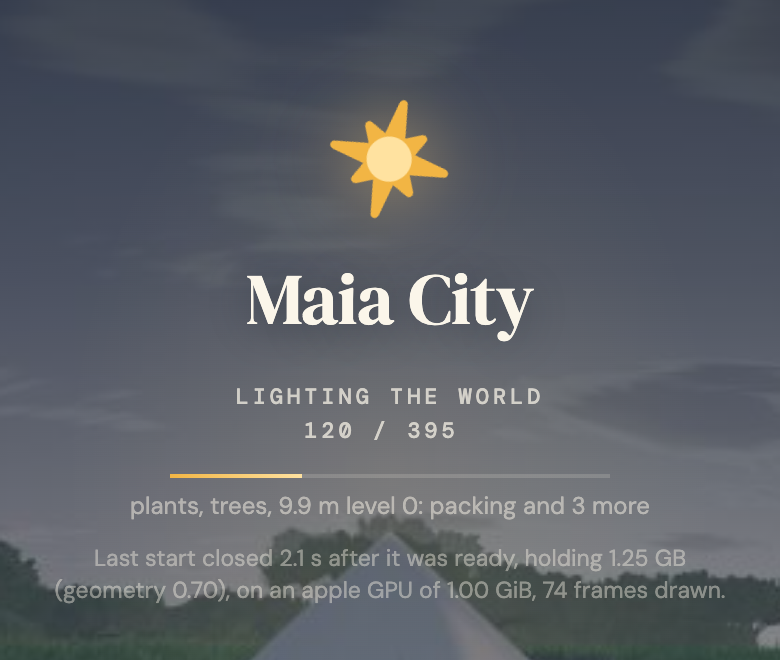 Maia City
LIGHTING THE WORLD
120 / 395
plants, trees, 9.9 m level 0: packing and 3 more
Last start closed 2.1 s after it was ready, holding 1.25 GB
(geometry 0.70), on an apple GPU of 1.00 GiB, 74 frames drawn.